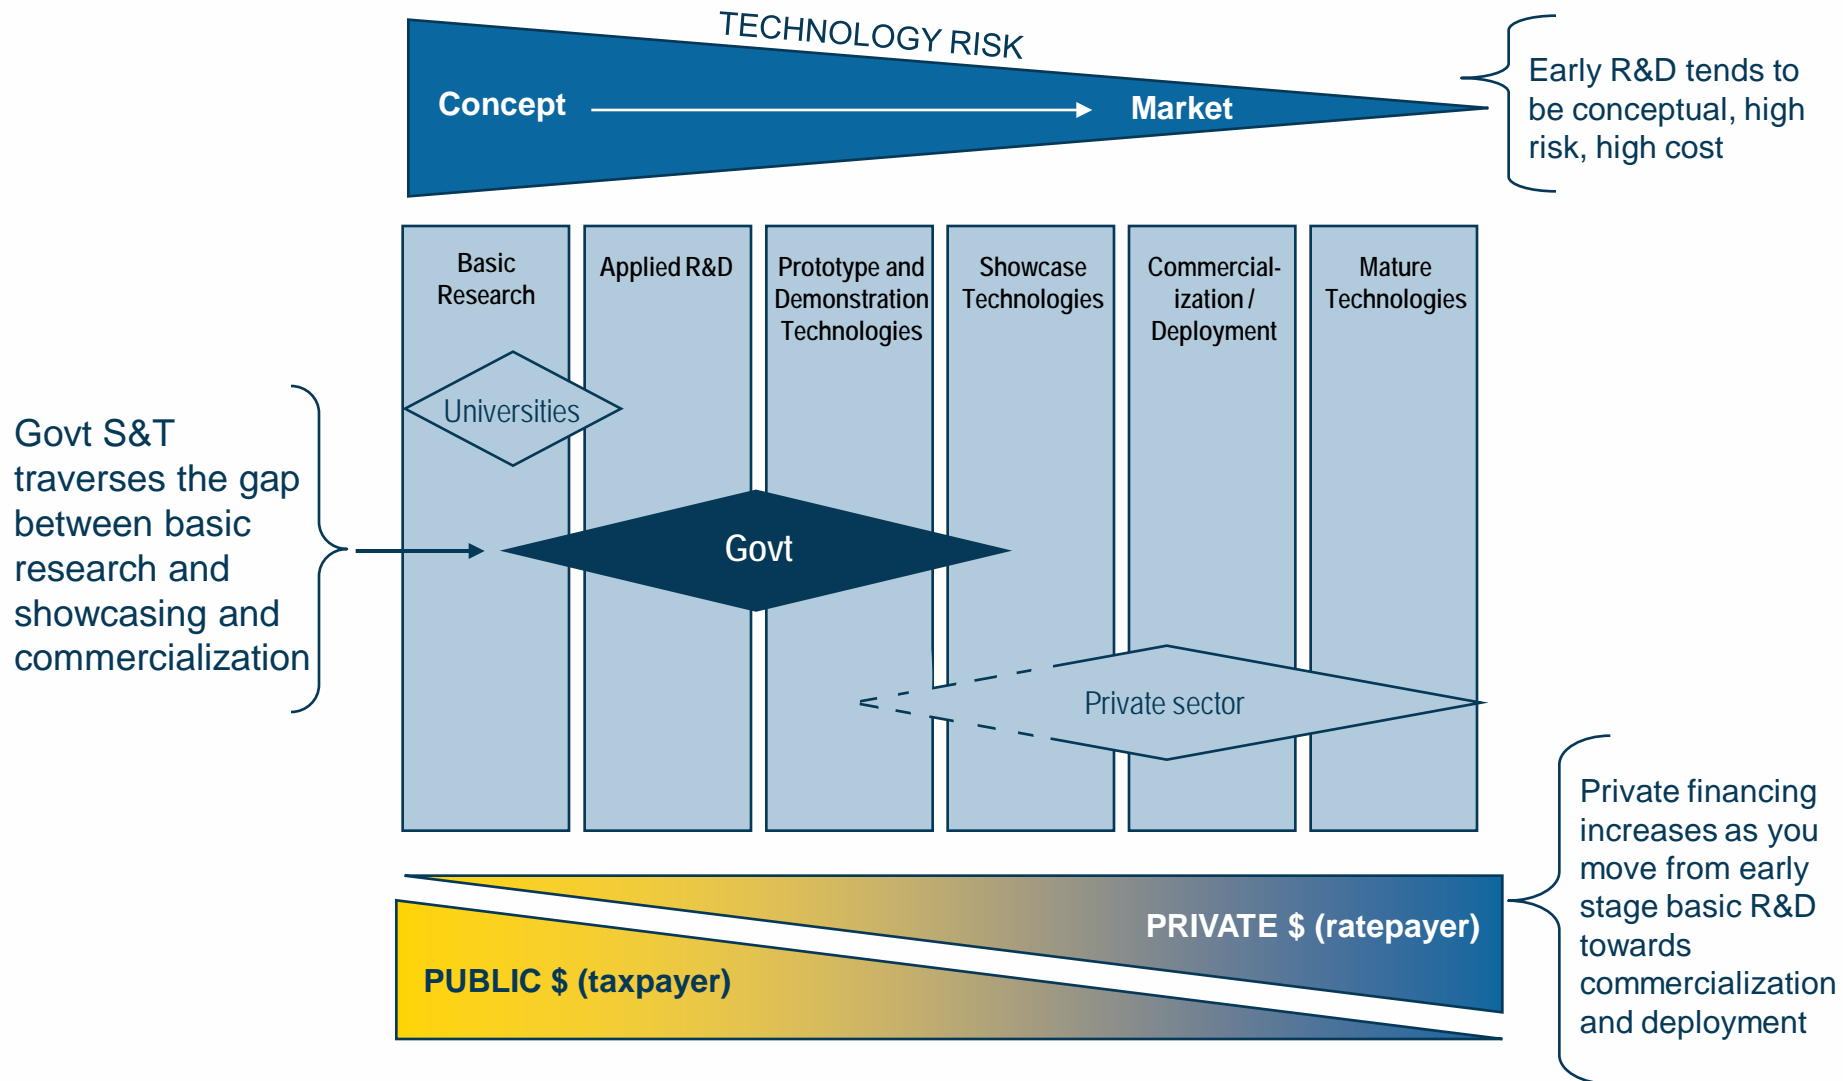 TECHNOLOGY RISK
Concept
Market
Early R&D tends to
be conceptual, high
risk, high cost
Basic
Research
Applied R&D
Prototype and
Demonstration
Technologies
Showcase
Technologies
Commercial-
ization /
Deployment
Mature
Technologies
Universities
Govt S&T
traverses the gap
between basic
research and
showcasing and
commercialization
Govt
Private sector
Private financing
increases as you
move from early
stage basic R&D
towards
commercialization
and deployment
PRIVATE $ (ratepayer)
PUBLIC $ (taxpayer)